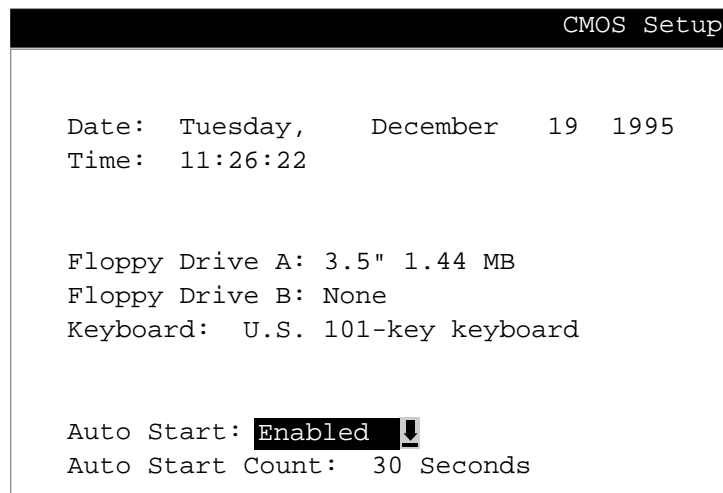 CMOS Setup
Date: Tuesday, December 19 1995
Time: 11:26:22
Floppy Drive A: 3.5" 1.44 MB
Floppy Drive B: None
Keyboard: U.S. 101-key keyboard
Auto Start: Enabled
Auto Start Count: 30 Seconds